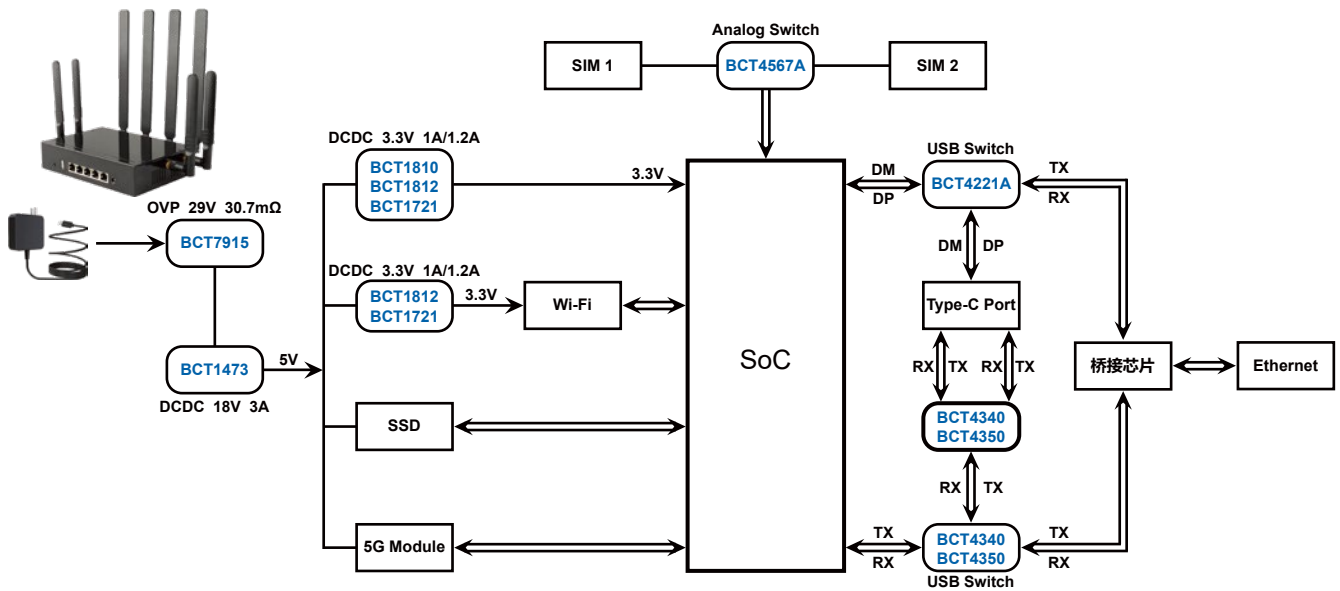 Analog Switch
SIM 1
BCT4567A
SIM 2
DCDC 3.3V 1A/1.2A
BCT1810
BCT1812
BCT1721
3.3V
OVP 29V 30.7mΩ
BCT7915
DCDC 3.3V 1A/1.2A
BCT1812
BCT1721
3.3V
Wi-Fi
BCT1473
5V
DCDC 18V 3A
SSD
5G Module
SoC
USB Switch
DM
DP
BCT4221A
TX
RX
DM DP
Type-C Port
RX TX
RX TX
桥接芯片
Ethernet
BCT4340
BCT4350
RX TX
TX
RX
BCT4340
BCT4350
TX
RX
USB Switch